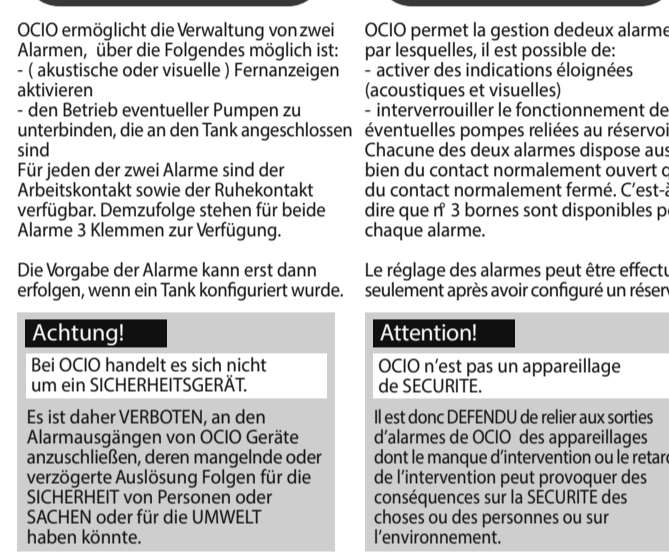 OCIO ermöglicht die Verwaltung von zwei
Alarmen, über die Folgendes möglich ist:
- ( akustische oder visuelle ) Fernanzeigen
aktivieren
- den Betrieb eventueller Pumpen zu
unterbinden, die an den Tank angeschlossen
sind
Für jeden der zwei Alarme sind der
Arbeitskontakt sowie der Ruhekontakt
verfügbar. Demzufolge stehen für beide
Alarme 3 Klemmen zur Verfügung.
Die Vorgabe der Alarme kann erst dann
erfolgen, wenn ein Tank konfiguriert wurde.
Achtung!
Bei OCIO handelt es sich nicht
um ein SICHERHEITSGERÄT.
Es ist daher VERBOTEN, an den
Alarmausgängen von OCIO Geräte
anzuschließen, deren mangelnde oder
verzögerte Auslösung Folgen für die
SICHERHEIT von Personen oder
SACHEN oder für die UMWELT
haben könnte.
OCIO permet la gestion dedeux alarme
par lesquelles, il est possible de:
- activer des indications éloignées
(acoustiques et visuelles)
- interverrouiller le fonctionnement de
éventuelles pompes reliées au réservoi
Chacune des deux alarmes dispose aus
bien du contact normalement ouvert
du contact normalement fermé. C'est-à
dire que n° 3 bornes sont disponibles p
chaque alarme.
Le réglage des alarmes peut être effectu
seulement après avoir configuré un réserv
Attention!
OCIO n'est pas un appareillage
de SECURITE.
Il est donc DEFENDU de relier aux sorties
d'alarmes de OCIO des appareillages
dont le manque d'intervention ou le retard
de l'intervention peut provoquer des
conséquences sur la SECURITE des
choses ou des personnes ou sur
l'environnement.